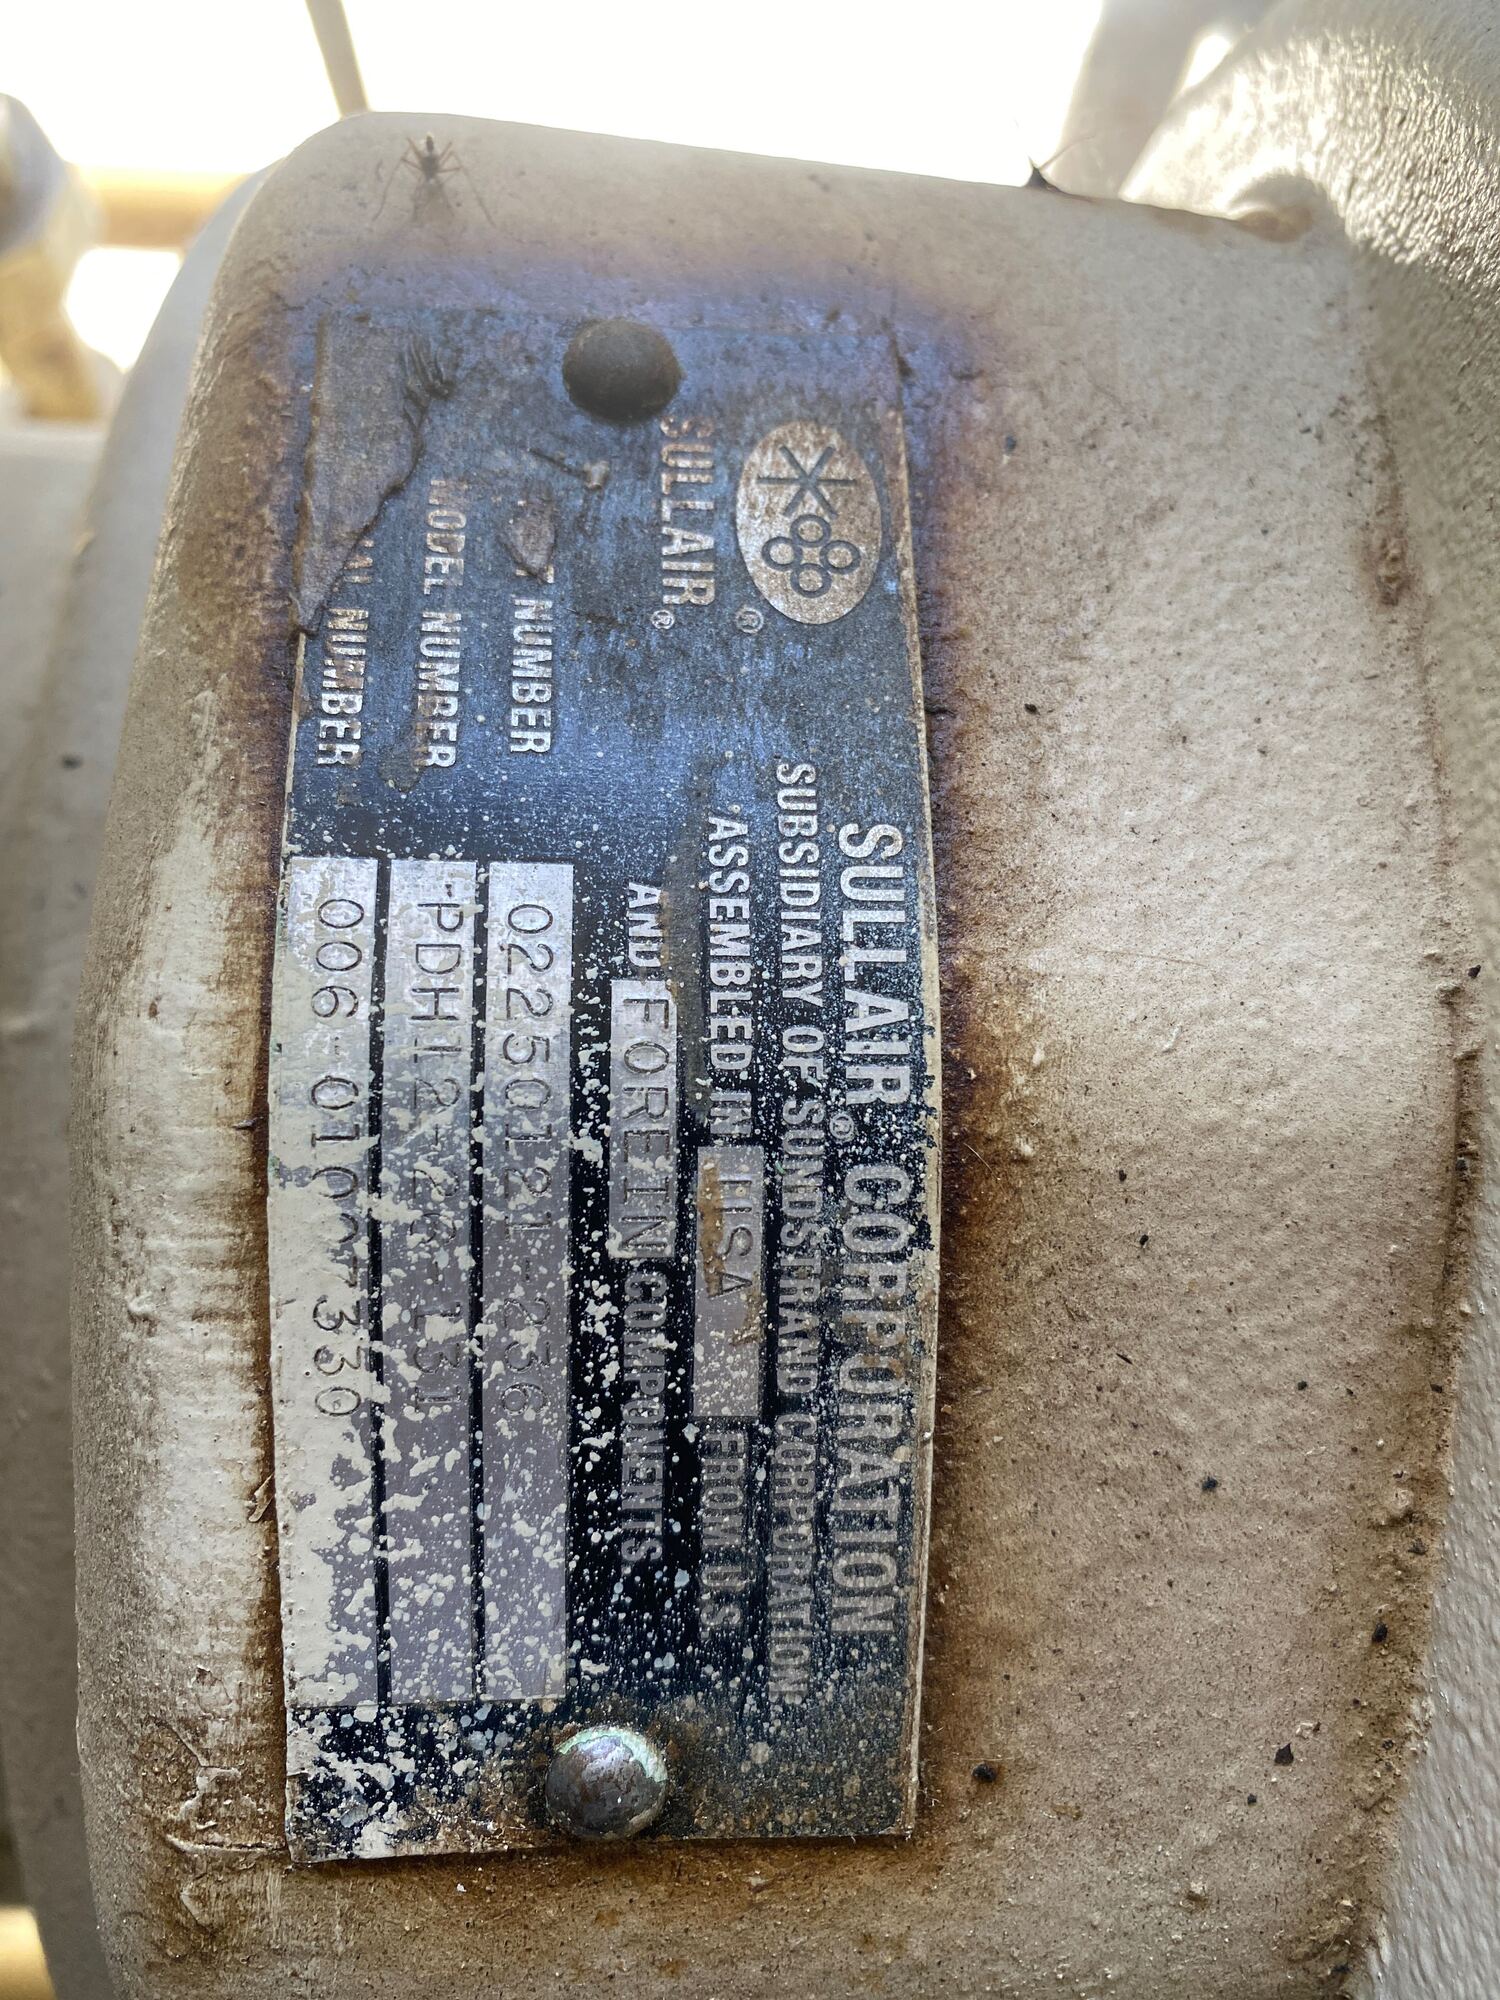 SULLAIR® CORPORATION
®
SUBSIDIARY OF SUNDSTRAND CORPORATION
SULLAIR®
ASSEMBLED IN USA FROM U.S.
AND FOREIN COMPONENTS
NUMBER 02250121-236
MODEL NUMBER
NUMBER